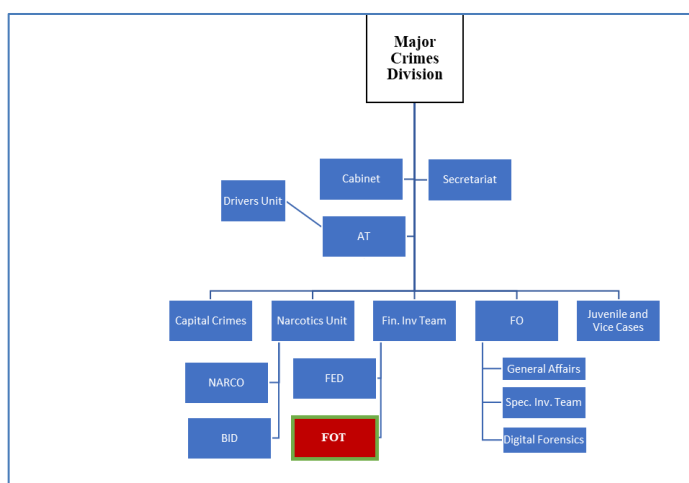 Major
Crimes
Division
Cabinet
Secretariat
Drivers Unit
AT
Capital Crimes
Narcotics Unit
Fin. Inv Team
FO
Juvenile and
Vice Cases
NARCO
FED
General Affairs
Spec. Inv. Team
BID
FOT
Digital Forensics